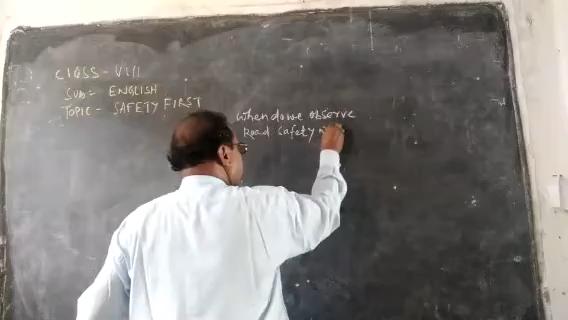 CLASS - VIII
SUB:- ENGLISH
TOPIC - SAFETY FIRST
When do we observe
Road Safety